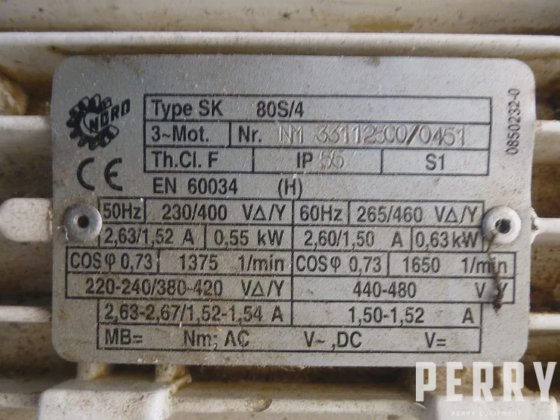 NORD
Type SK 80S/4
3~Mot. Nr. NM 33112500/0451
Th.Cl. F IP 55 S1
CE EN 60034 (H)
50Hz 230/400 VΔ/Y 60Hz 265/460 VΔ/Y
2,63/1,52 A 0,55 kW 2,60/1,50 A 0,63kW
COSφ 0,73 1375 1/min COSφ 0,73 1650 1/min
220-240/380-420 VΔ/Y 440-480 V Y
2,63-2,67/1,52-1,54 A 1,50-1,52 A
MB= Nm; AC V~ ,DC V=
0850232-0
PERRY
PERRY EQUIPMENT